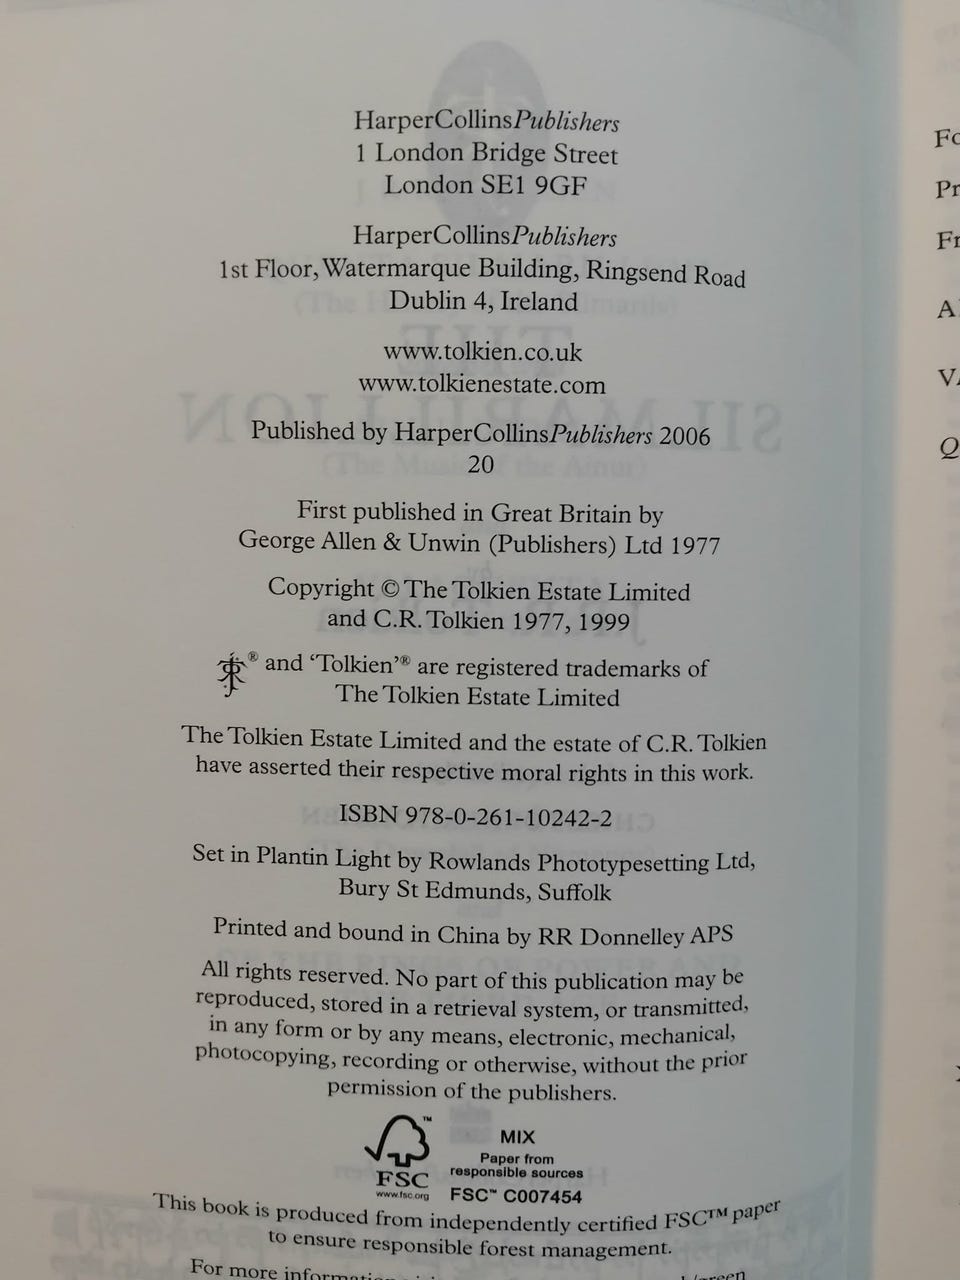 HarperCollinsPublishers
1 London Bridge Street
London SE1 9GF
HarperCollinsPublishers
1st Floor, Watermarque Building, Ringsend Road
Dublin 4, Ireland
www.tolkien.co.uk
www.tolkienestate.com
Published by HarperCollinsPublishers 2006
20
First published in Great Britain by
George Allen & Unwin (Publishers) Ltd 1977
Copyright © The Tolkien Estate Limited
and C.R. Tolkien 1977, 1999
® and ‘Tolkien’® are registered trademarks of
The Tolkien Estate Limited
The Tolkien Estate Limited and the estate of C.R. Tolkien
have asserted their respective moral rights in this work.
ISBN 978-0-261-10242-2
Set in Plantin Light by Rowlands Phototypesetting Ltd,
Bury St Edmunds, Suffolk
Printed and bound in China by RR Donnelley APS
All rights reserved. No part of this publication may be
reproduced, stored in a retrieval system, or transmitted,
in any form or by any means, electronic, mechanical,
photocopying, recording or otherwise, without the prior
permission of the publishers.
FSC™
www.fsc.org
MIX
Paper from
responsible sources
FSC™ C007454
This book is produced from independently certified FSC™ paper
to ensure responsible forest management.
For more